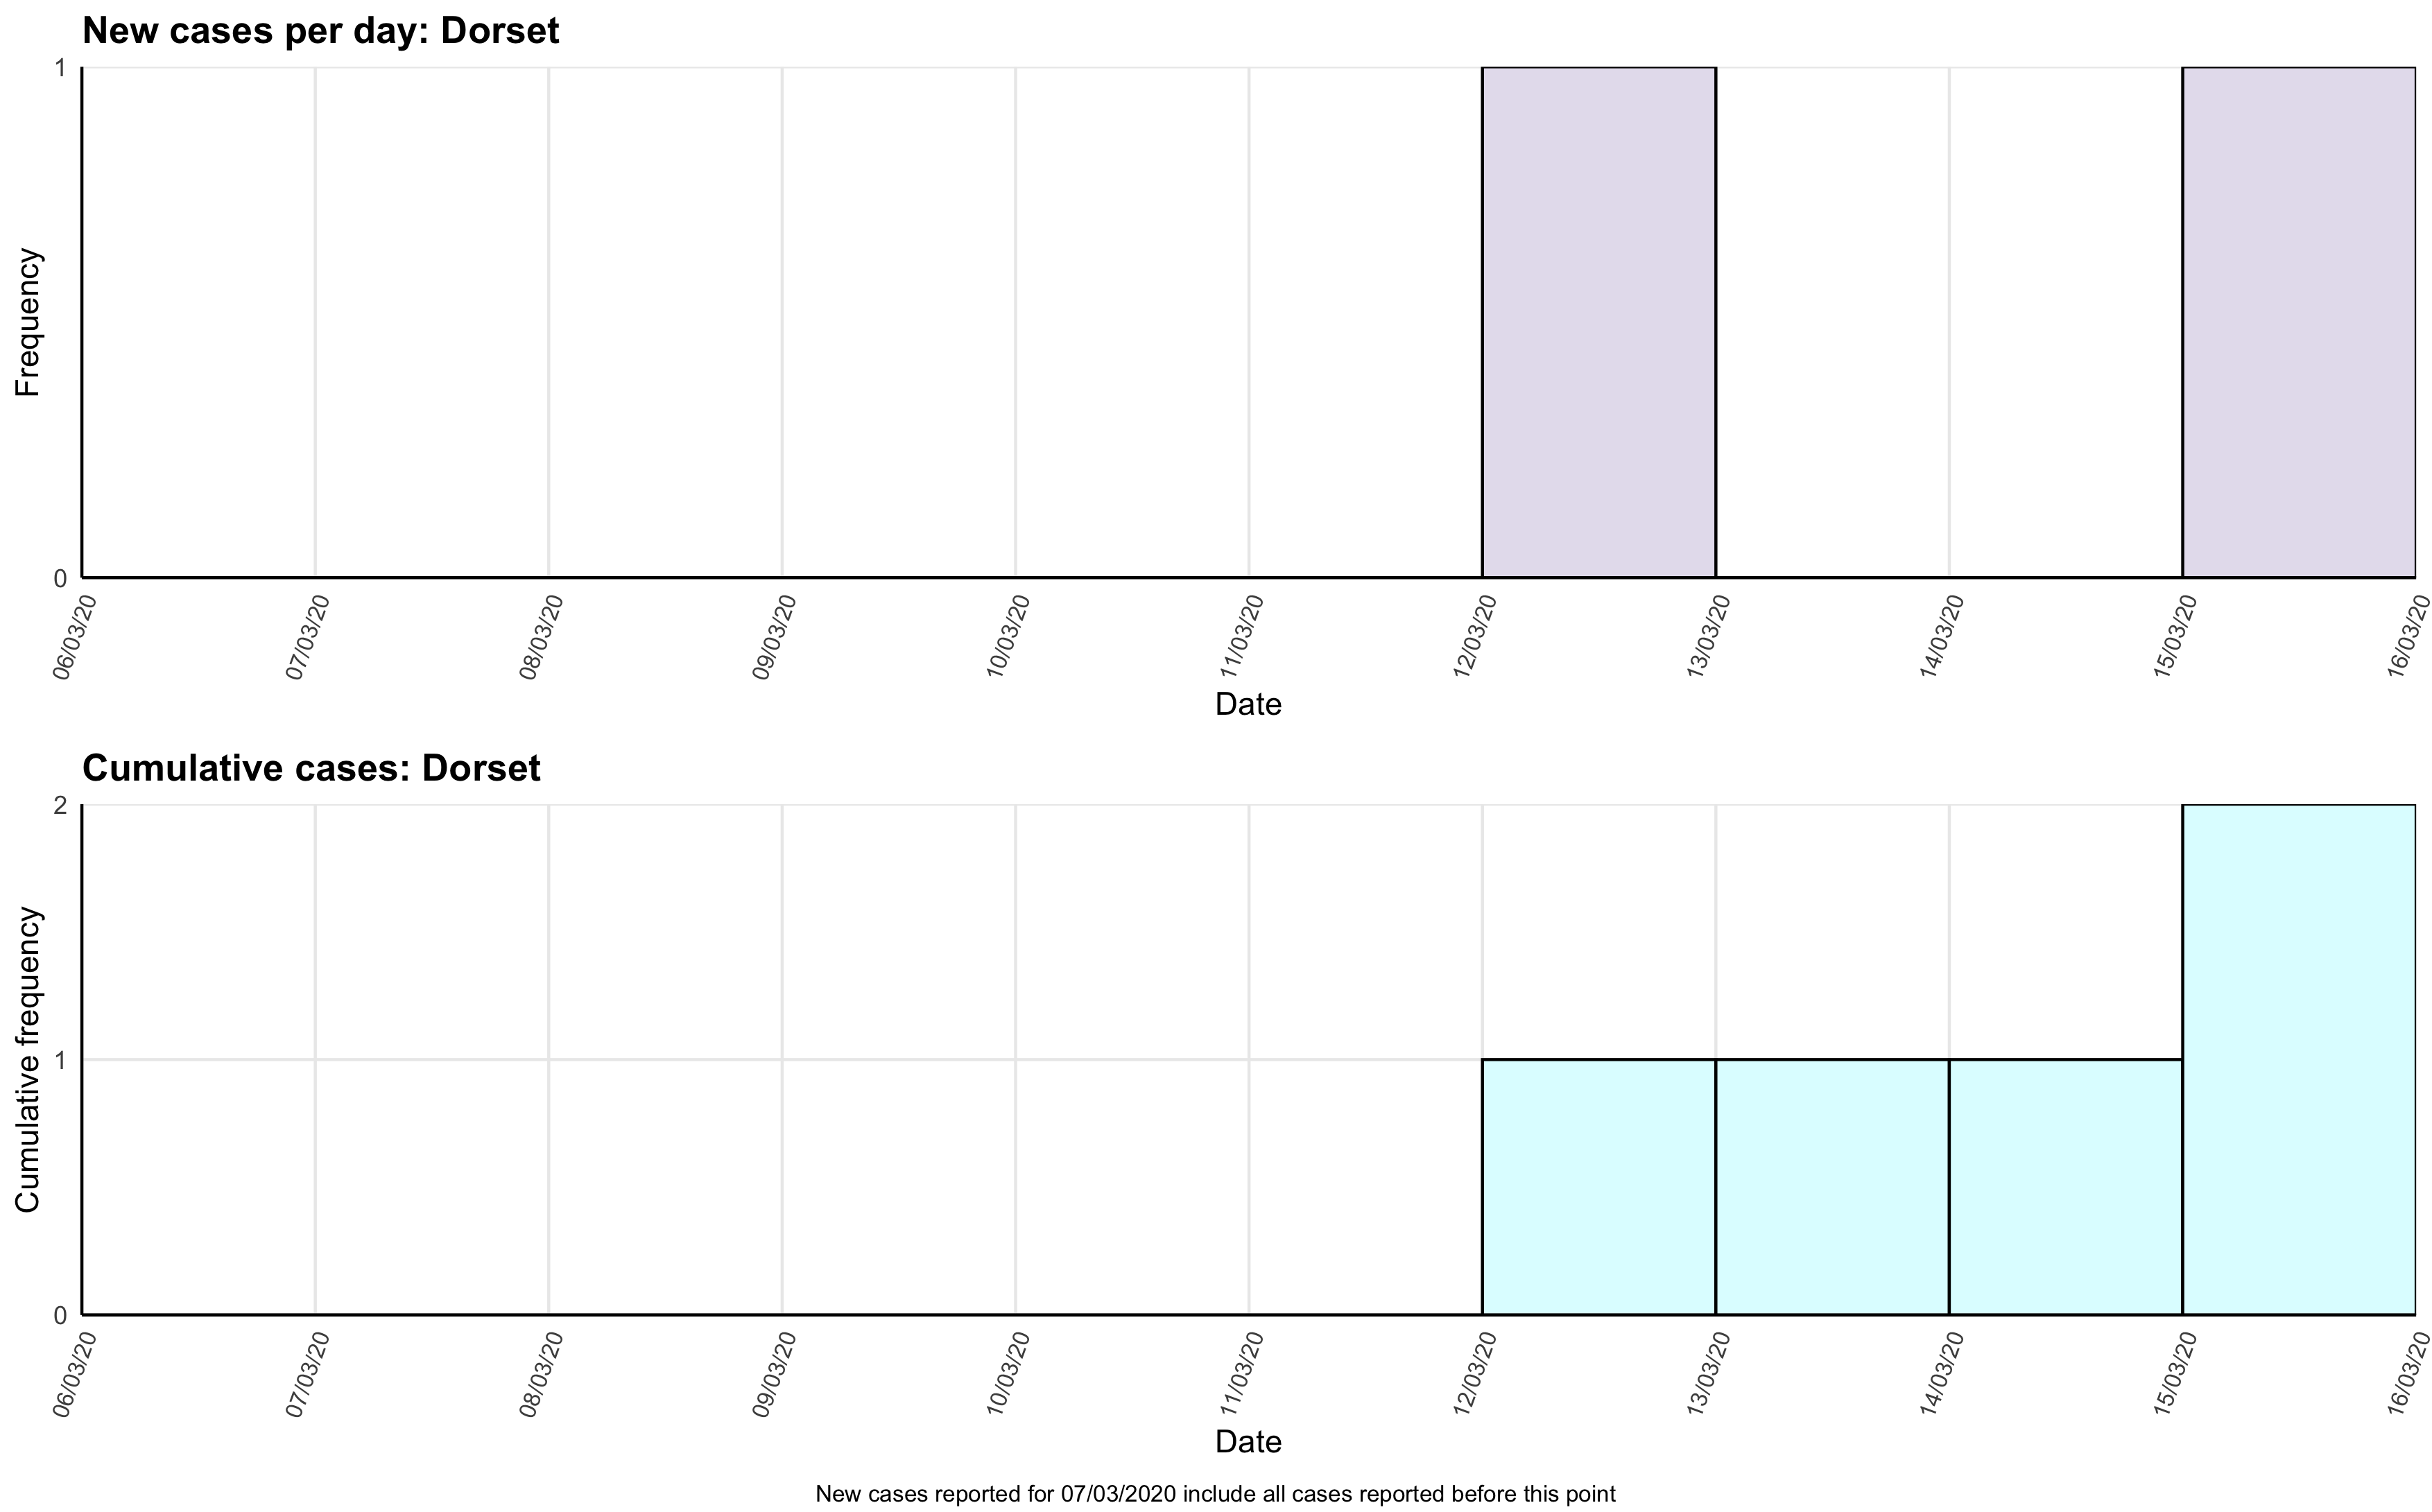 New cases per day: Dorset
1
Frequency
0
06/03/20 07/03/20 08/03/20 09/03/20 10/03/20 11/03/20 12/03/20 13/03/20 14/03/20 15/03/20 16/03/20
Date
Cumulative cases: Dorset
2
Cumulative frequency
1
0
06/03/20 07/03/20 08/03/20 09/03/20 10/03/20 11/03/20 12/03/20 13/03/20 14/03/20 15/03/20 16/03/20
Date
New cases reported for 07/03/2020 include all cases reported before this point